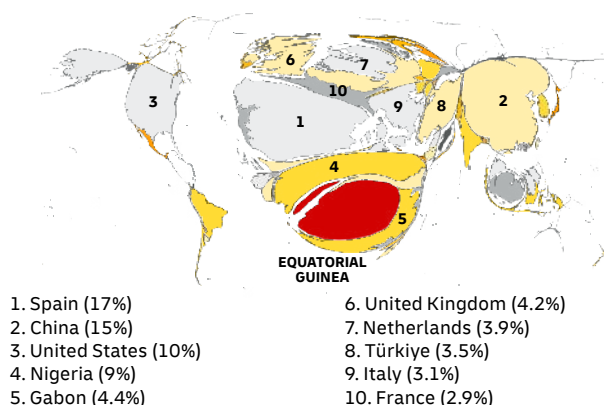 6
7
10
3
9
8
2
1
4
5
EQUATORIAL
GUINEA
1. Spain (17%)
2. China (15%)
3. United States (10%)
4. Nigeria (9%)
5. Gabon (4.4%)
6. United Kingdom (4.2%)
7. Netherlands (3.9%)
8. Türkiye (3.5%)
9. Italy (3.1%)
10. France (2.9%)